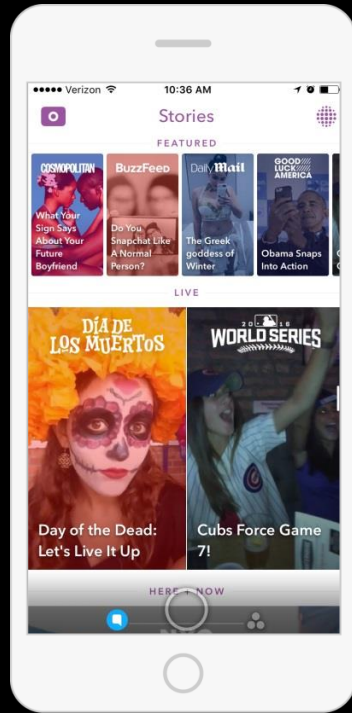 Verizon
10:36 AM
Stories
FEATURED
COSMOPOLITAN
What Your
Sign Says
About Your
Future
Boyfriend
BuzzFeed
Do You
Snapchat Like
A Normal
Person?
Daily Mail
The Greek
goddess of
Winter
GOOD
LUCK
AMERICA
Obama Snaps
Into Action
LIVE
DÍA DE
LOS MUERTOS
Day of the Dead:
Let's Live It Up
2016
WORLD SERIES
Cubs Force Game
7!
HERE + NOW